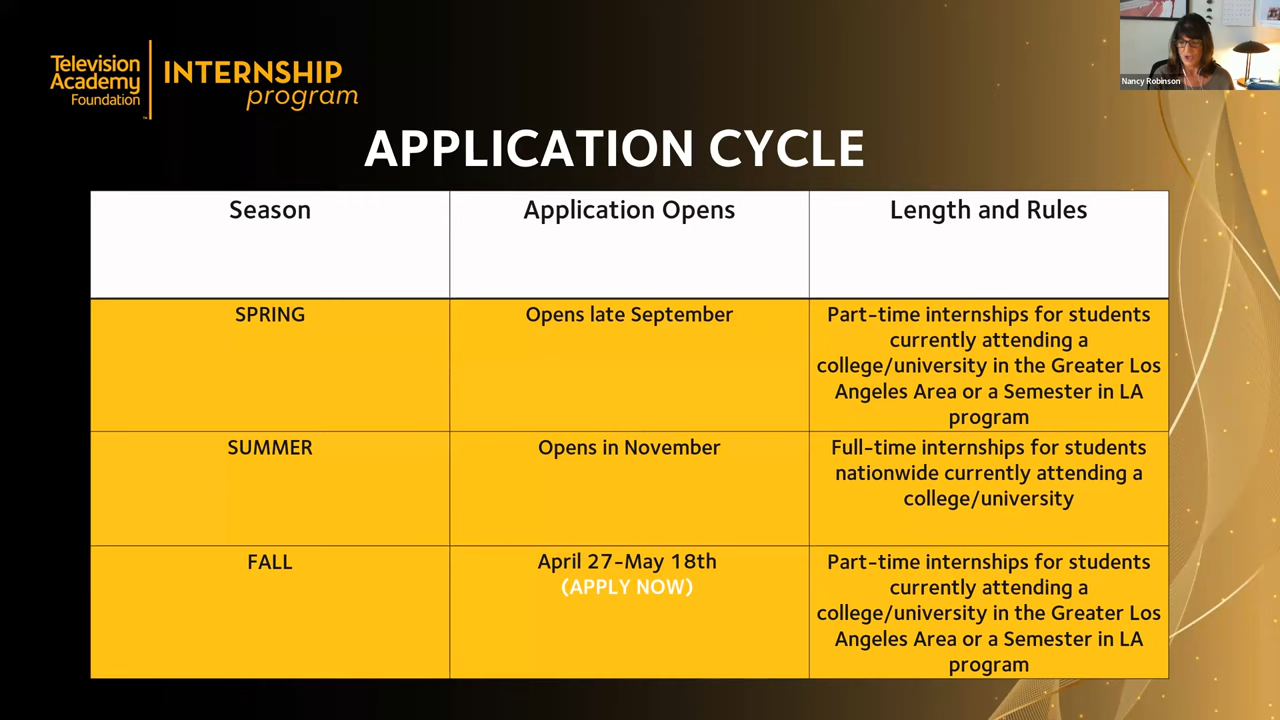 Television
Academy
Foundation
INTERNSHIP
program
Nancy Robinson
APPLICATION CYCLE
Season
Application Opens
Length and Rules
SPRING
Opens late September
Part-time internships for students
currently attending a
college/university in the Greater Los
Angeles Area or a Semester in LA
program
SUMMER
Opens in November
Full-time internships for students
nationwide currently attending a
college/university
FALL
April 27-May 18th
(APPLY NOW)
Part-time internships for students
currently attending a
college/university in the Greater Los
Angeles Area or a Semester in LA
program